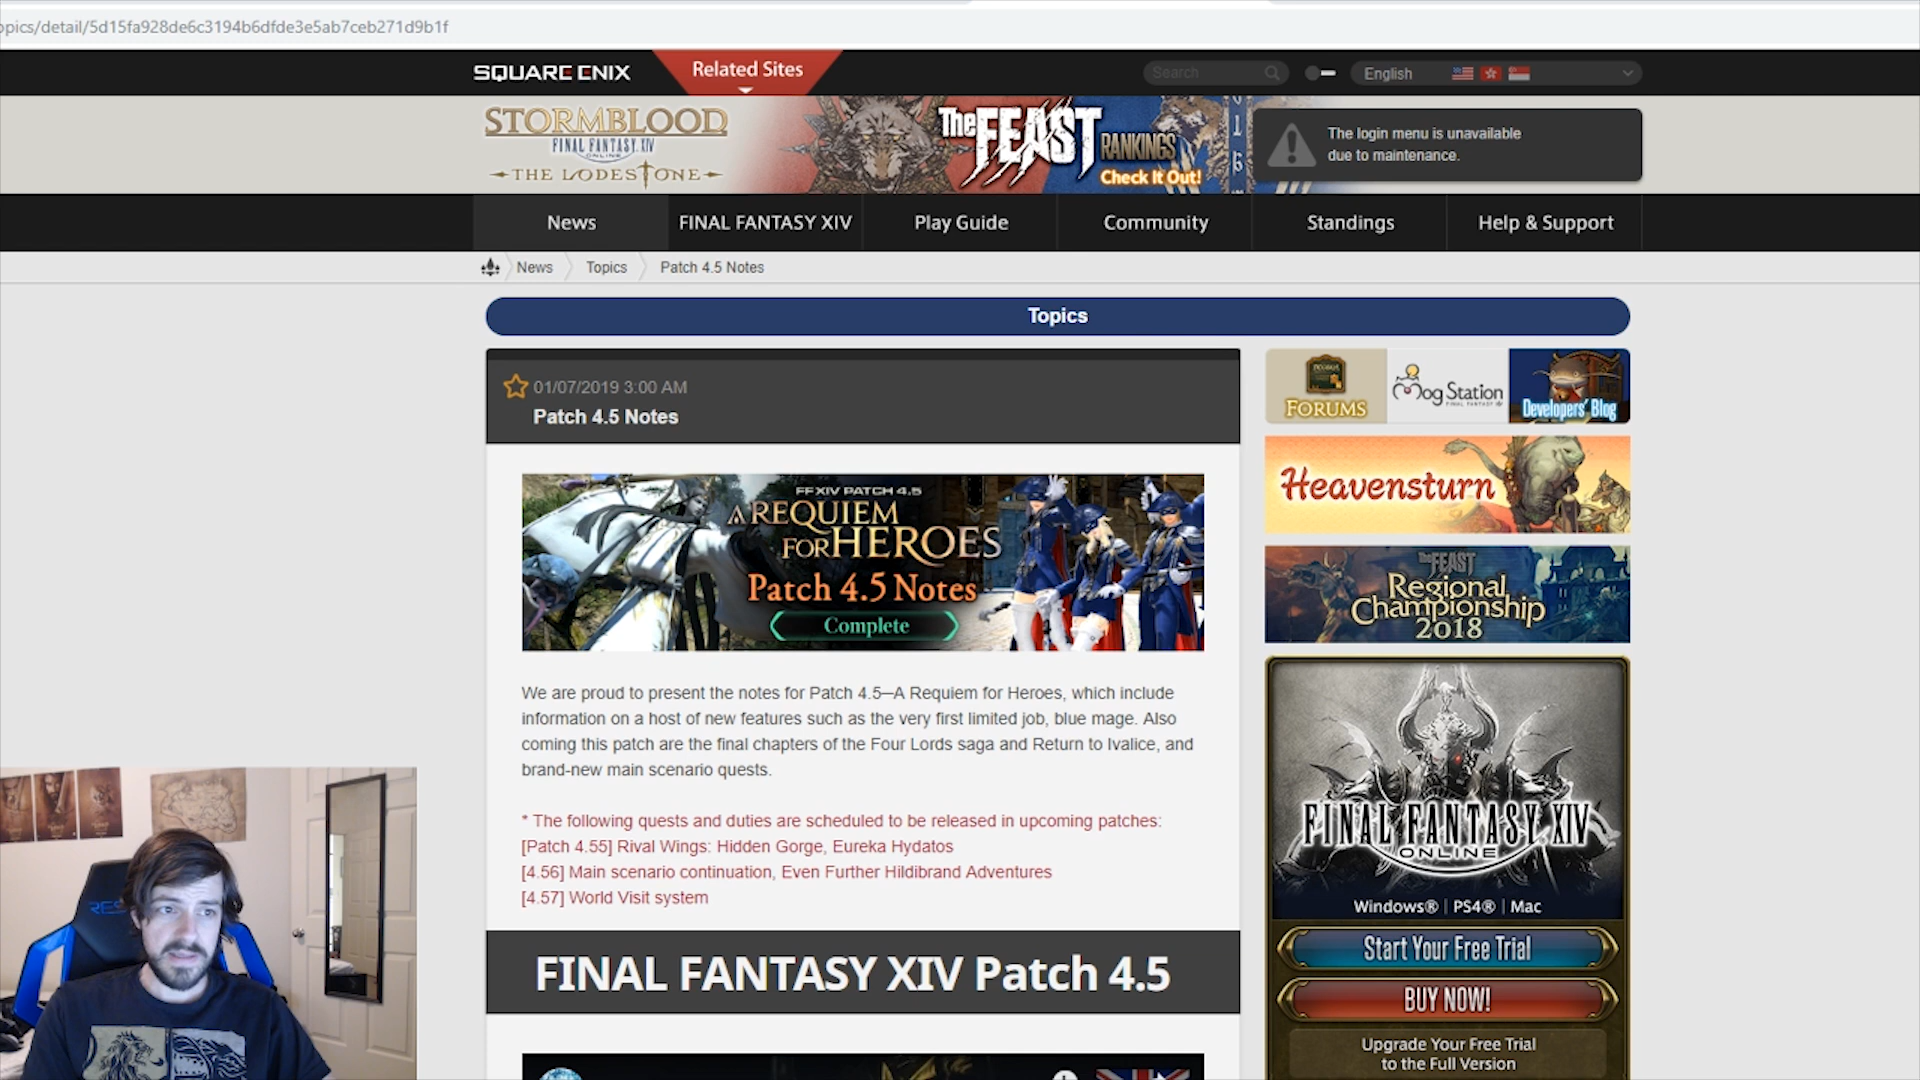 opics/detail/5d15fa928de6c3194b6dfde3e5ab7ceb271d9b1f
SQUARE ENIX
Related Sites
Search
English
STORMBLOOD
FINAL FANTASY XIV
ONLINE
THE LODESTONE
The FEAST
RANKINGS
Check It Out!
The login menu is unavailable
due to maintenance.
News
FINAL FANTASY XIV
Play Guide
Community
Standings
Help & Support
News
Topics
Patch 4.5 Notes
Topics
01/07/2019 3:00 AM
Patch 4.5 Notes
FFXIV PATCH 4.5
A REQUIEM
FOR HEROES
Patch 4.5 Notes
Complete
We are proud to present the notes for Patch 4.5—A Requiem for Heroes, which include
information on a host of new features such as the very first limited job, blue mage. Also
coming this patch are the final chapters of the Four Lords saga and Return to Ivalice, and
brand-new main scenario quests.
* The following quests and duties are scheduled to be released in upcoming patches:
[Patch 4.55] Rival Wings: Hidden Gorge, Eureka Hydatos
[4.56] Main scenario continuation, Even Further Hildibrand Adventures
[4.57] World Visit system
FINAL FANTASY XIV Patch 4.5
FORUMS
Mog Station
Developers' Blog
Heavensturn
The FEAST
Regional
Championship
2018
FINAL FANTASY XIV
ONLINE
Windows® | PS4® | Mac
Start Your Free Trial
BUY NOW!
Upgrade Your Free Trial
to the Full Version